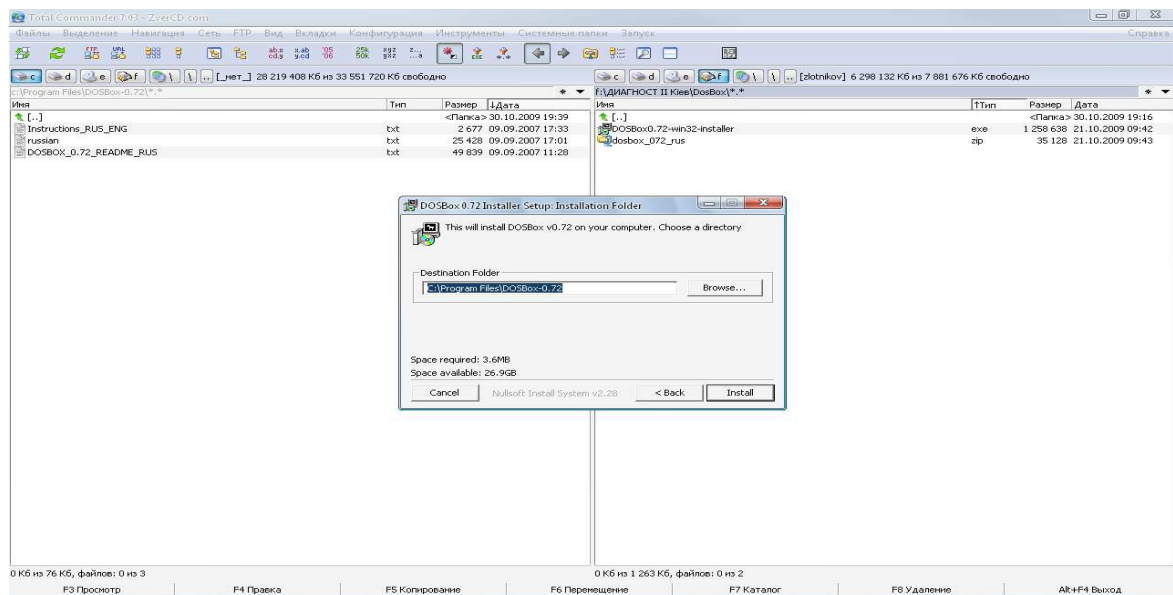 Total Commander 7.03 - ZverCD.com
Файлы Выделение Навигация Сеть FTP Вид Вкладки Конфигурация Инструменты Системные папки Запуск Справка
c d e f \ .. [_нет_] 28 219 408 Кб из 33 551 720 Кб свободно
c d e f \ .. [zlotnikov] 6 298 132 Кб из 7 881 676 Кб свободно
c:\Program Files\DOSBox-0.72\*.*
f:\ДИАГНОСТ II Kiев\DosBox\*.*
Имя Тип Размер ↓Дата
Имя ↑Тип Размер Дата
[..] <Папка> 30.10.2009 19:39
[..] <Папка> 30.10.2009 19:16
Instructions_RUS_ENG txt 2 677 09.09.2007 17:33
DOSBox0.72-win32-installer exe 1 258 638 21.10.2009 09:42
russian txt 25 428 09.09.2007 17:01
dosbox_072_rus zip 35 128 21.10.2009 09:43
DOSBOX_0.72_README_RUS txt 49 839 09.09.2007 11:28
DOSBox 0.72 Installer Setup: Installation Folder
This will install DOSBox v0.72 on your computer. Choose a directory
Destination Folder
C:\Program Files\DOSBox-0.72
Browse...
Space required: 3.6MB
Space available: 26.9GB
Cancel Nullsoft Install System v2.28 < Back Install
0 Кб из 76 Кб, файлов: 0 из 3
0 Кб из 1 263 Кб, файлов: 0 из 2
F3 Просмотр F4 Правка F5 Копирование F6 Перемещение F7 Каталог F8 Удаление Alt+F4 Выход